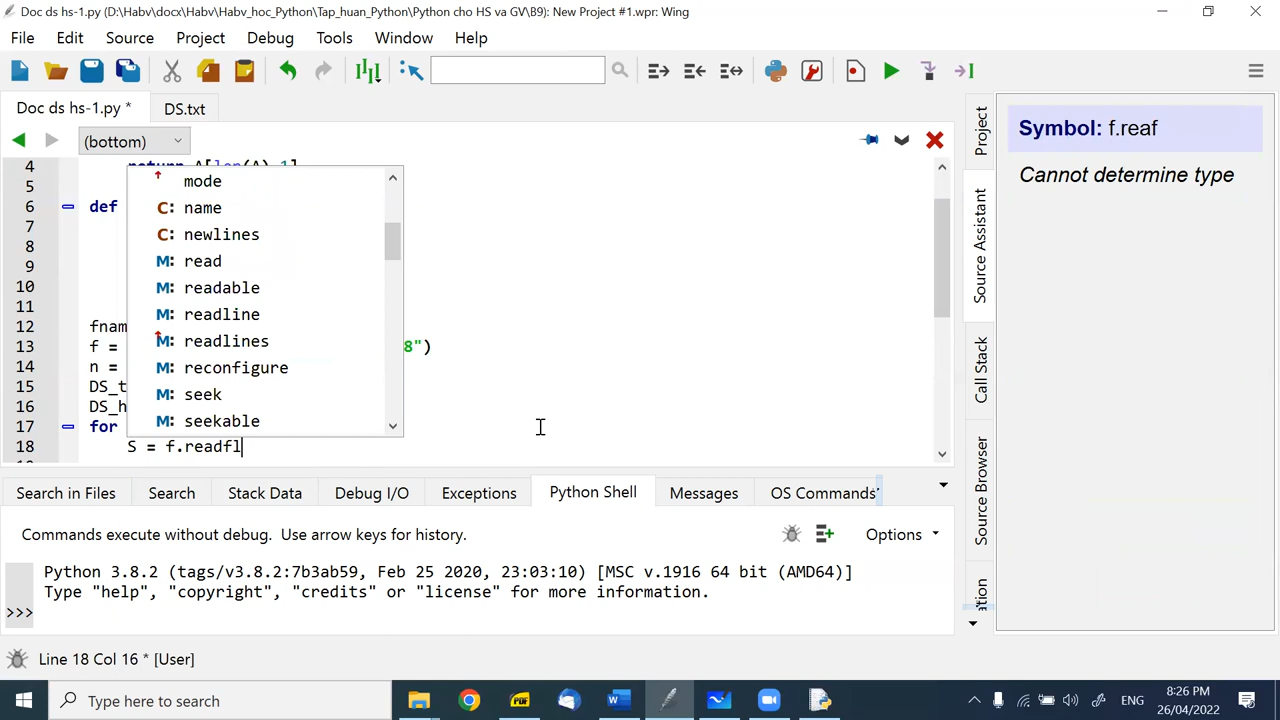 Doc ds hs-1.py (D:\Habv\docx\Habv\Habv_hoc_Python\Tap_huan_Python\Python cho HS va GV\B9): New Project #1.wpr: Wing
File Edit Source Project Debug Tools Window Help
Doc ds hs-1.py * DS.txt
(bottom)
4 return A[len(A)-1]
5
6 def
7
8
9
10
11
12 fnam
13 f = 8")
14 n =
15 DS_t
16 DS_h
17 for
18 S = f.readfl
mode
C: name
C: newlines
M: read
M: readable
M: readline
M: readlines
M: reconfigure
M: seek
M: seekable
Symbol: f.reaf
Cannot determine type
Project
Source Assistant
Call Stack
Source Browser
ation
Search in Files Search Stack Data Debug I/O Exceptions Python Shell Messages OS Commands
Commands execute without debug. Use arrow keys for history. Options
Python 3.8.2 (tags/v3.8.2:7b3ab59, Feb 25 2020, 23:03:10) [MSC v.1916 64 bit (AMD64)]
Type "help", "copyright", "credits" or "license" for more information.
>>>
Line 18 Col 16 * [User]
Type here to search
PDF
ENG
8:26 PM
26/04/2022